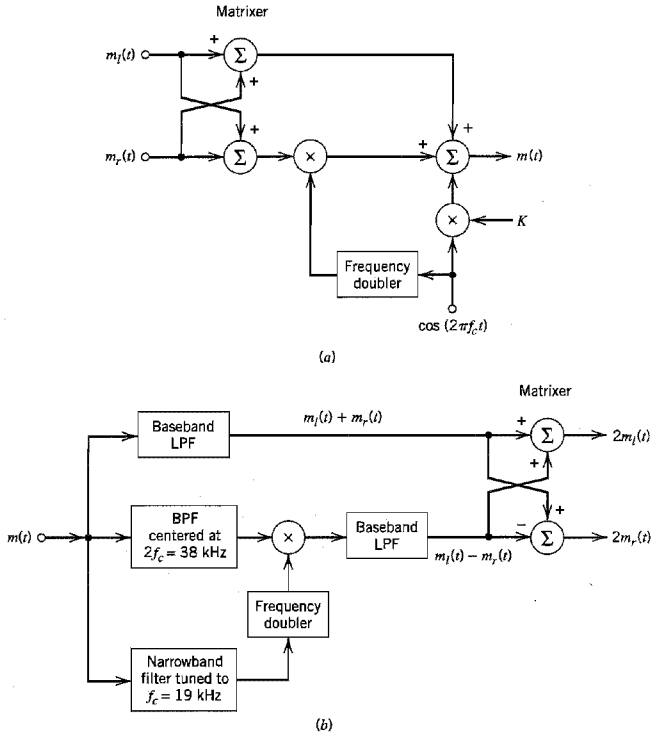 Matrixer
m_l(t)
+
Σ
+
+
+
m_r(t)
Σ
×
+
Σ
m(t)
×
K
Frequency
doubler
cos (2πf_c t)
(a)
Matrixer
m_l(t) + m_r(t)
Baseband
LPF
+
Σ
2m_l(t)
+
+
m(t)
BPF
centered at
2f_c = 38 kHz
×
Baseband
LPF
m_l(t) − m_r(t)
−
Σ
2m_r(t)
Frequency
doubler
Narrowband
filter tuned to
f_c = 19 kHz
(b)